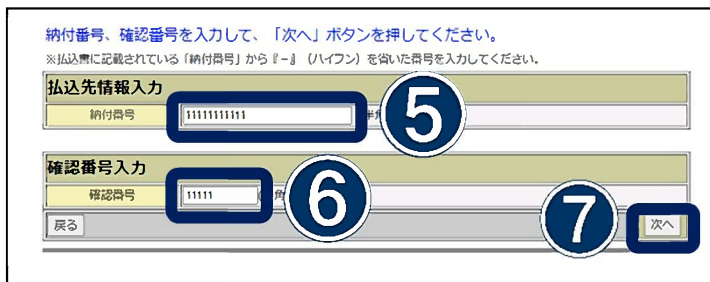 納付番号、確認番号を入力して、「次へ」ボタンを押してください。
※払込書に記載されている「納付番号」から『-』(ハイフン)を省いた番号を入力してください。
払込先情報入力
納付番号 11111111111 5
確認番号入力
確認番号 11111 角 6
戻る 7 次へ